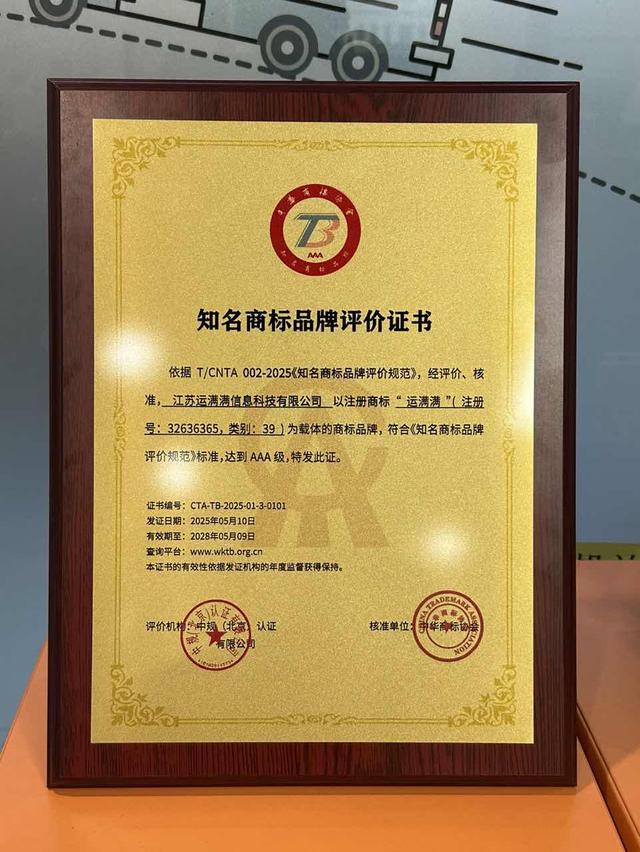 TB
AAA
知名商标品牌评价证书
依据 T/CNTA 002-2025《知名商标品牌评价规范》，经评价、核
准，江苏运满满信息科技有限公司 以注册商标“ 运满满 ”（ 注册
号：32636365，类别：39 ）为载体的商标品牌，符合《知名商标品牌
评价规范》标准，达到 AAA 级，特发此证。
证书编号：CTA-TB-2025-01-3-0101
发证日期：2025年05月10日
有效期至：2028年05月09日
查询平台：www.wktb.org.cn
本证书的有效性依据发证机构的年度监督获得保持。
评价机构：中规（北京）认证
有限公司
核准单位：中华商标协会
CHINA TRADEMARK ASSOCIATION